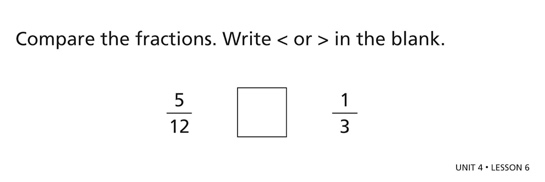 Compare the fractions. Write < or > in the blank.
5 1
12 3
UNIT 4 • LESSON 6